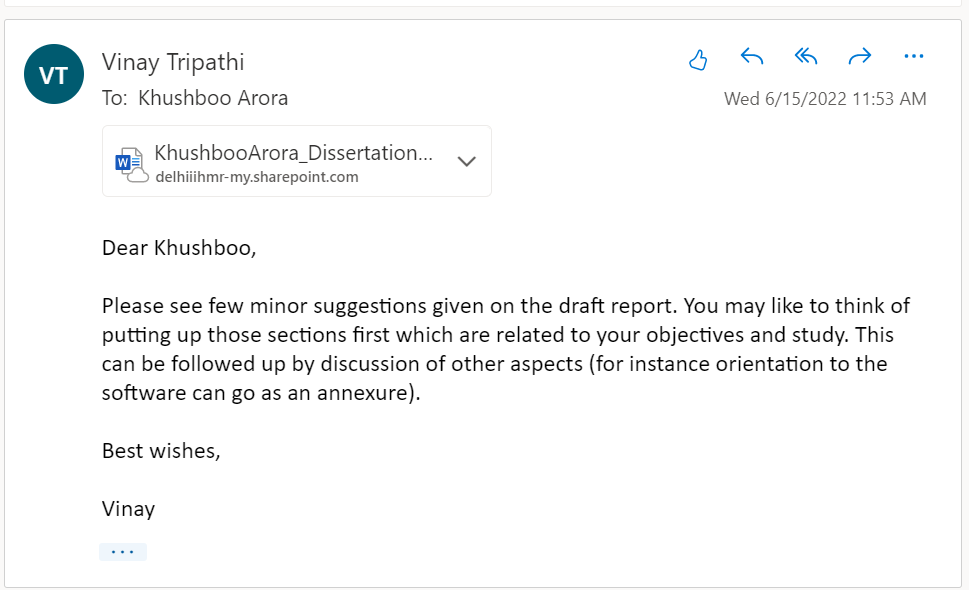 VT
Vinay Tripathi
To: Khushboo Arora
Wed 6/15/2022 11:53 AM
KhushbooArora_Dissertation...
delhiiihmr-my.sharepoint.com
Dear Khushboo,
Please see few minor suggestions given on the draft report. You may like to think of
putting up those sections first which are related to your objectives and study. This
can be followed up by discussion of other aspects (for instance orientation to the
software can go as an annexure).
Best wishes,
Vinay